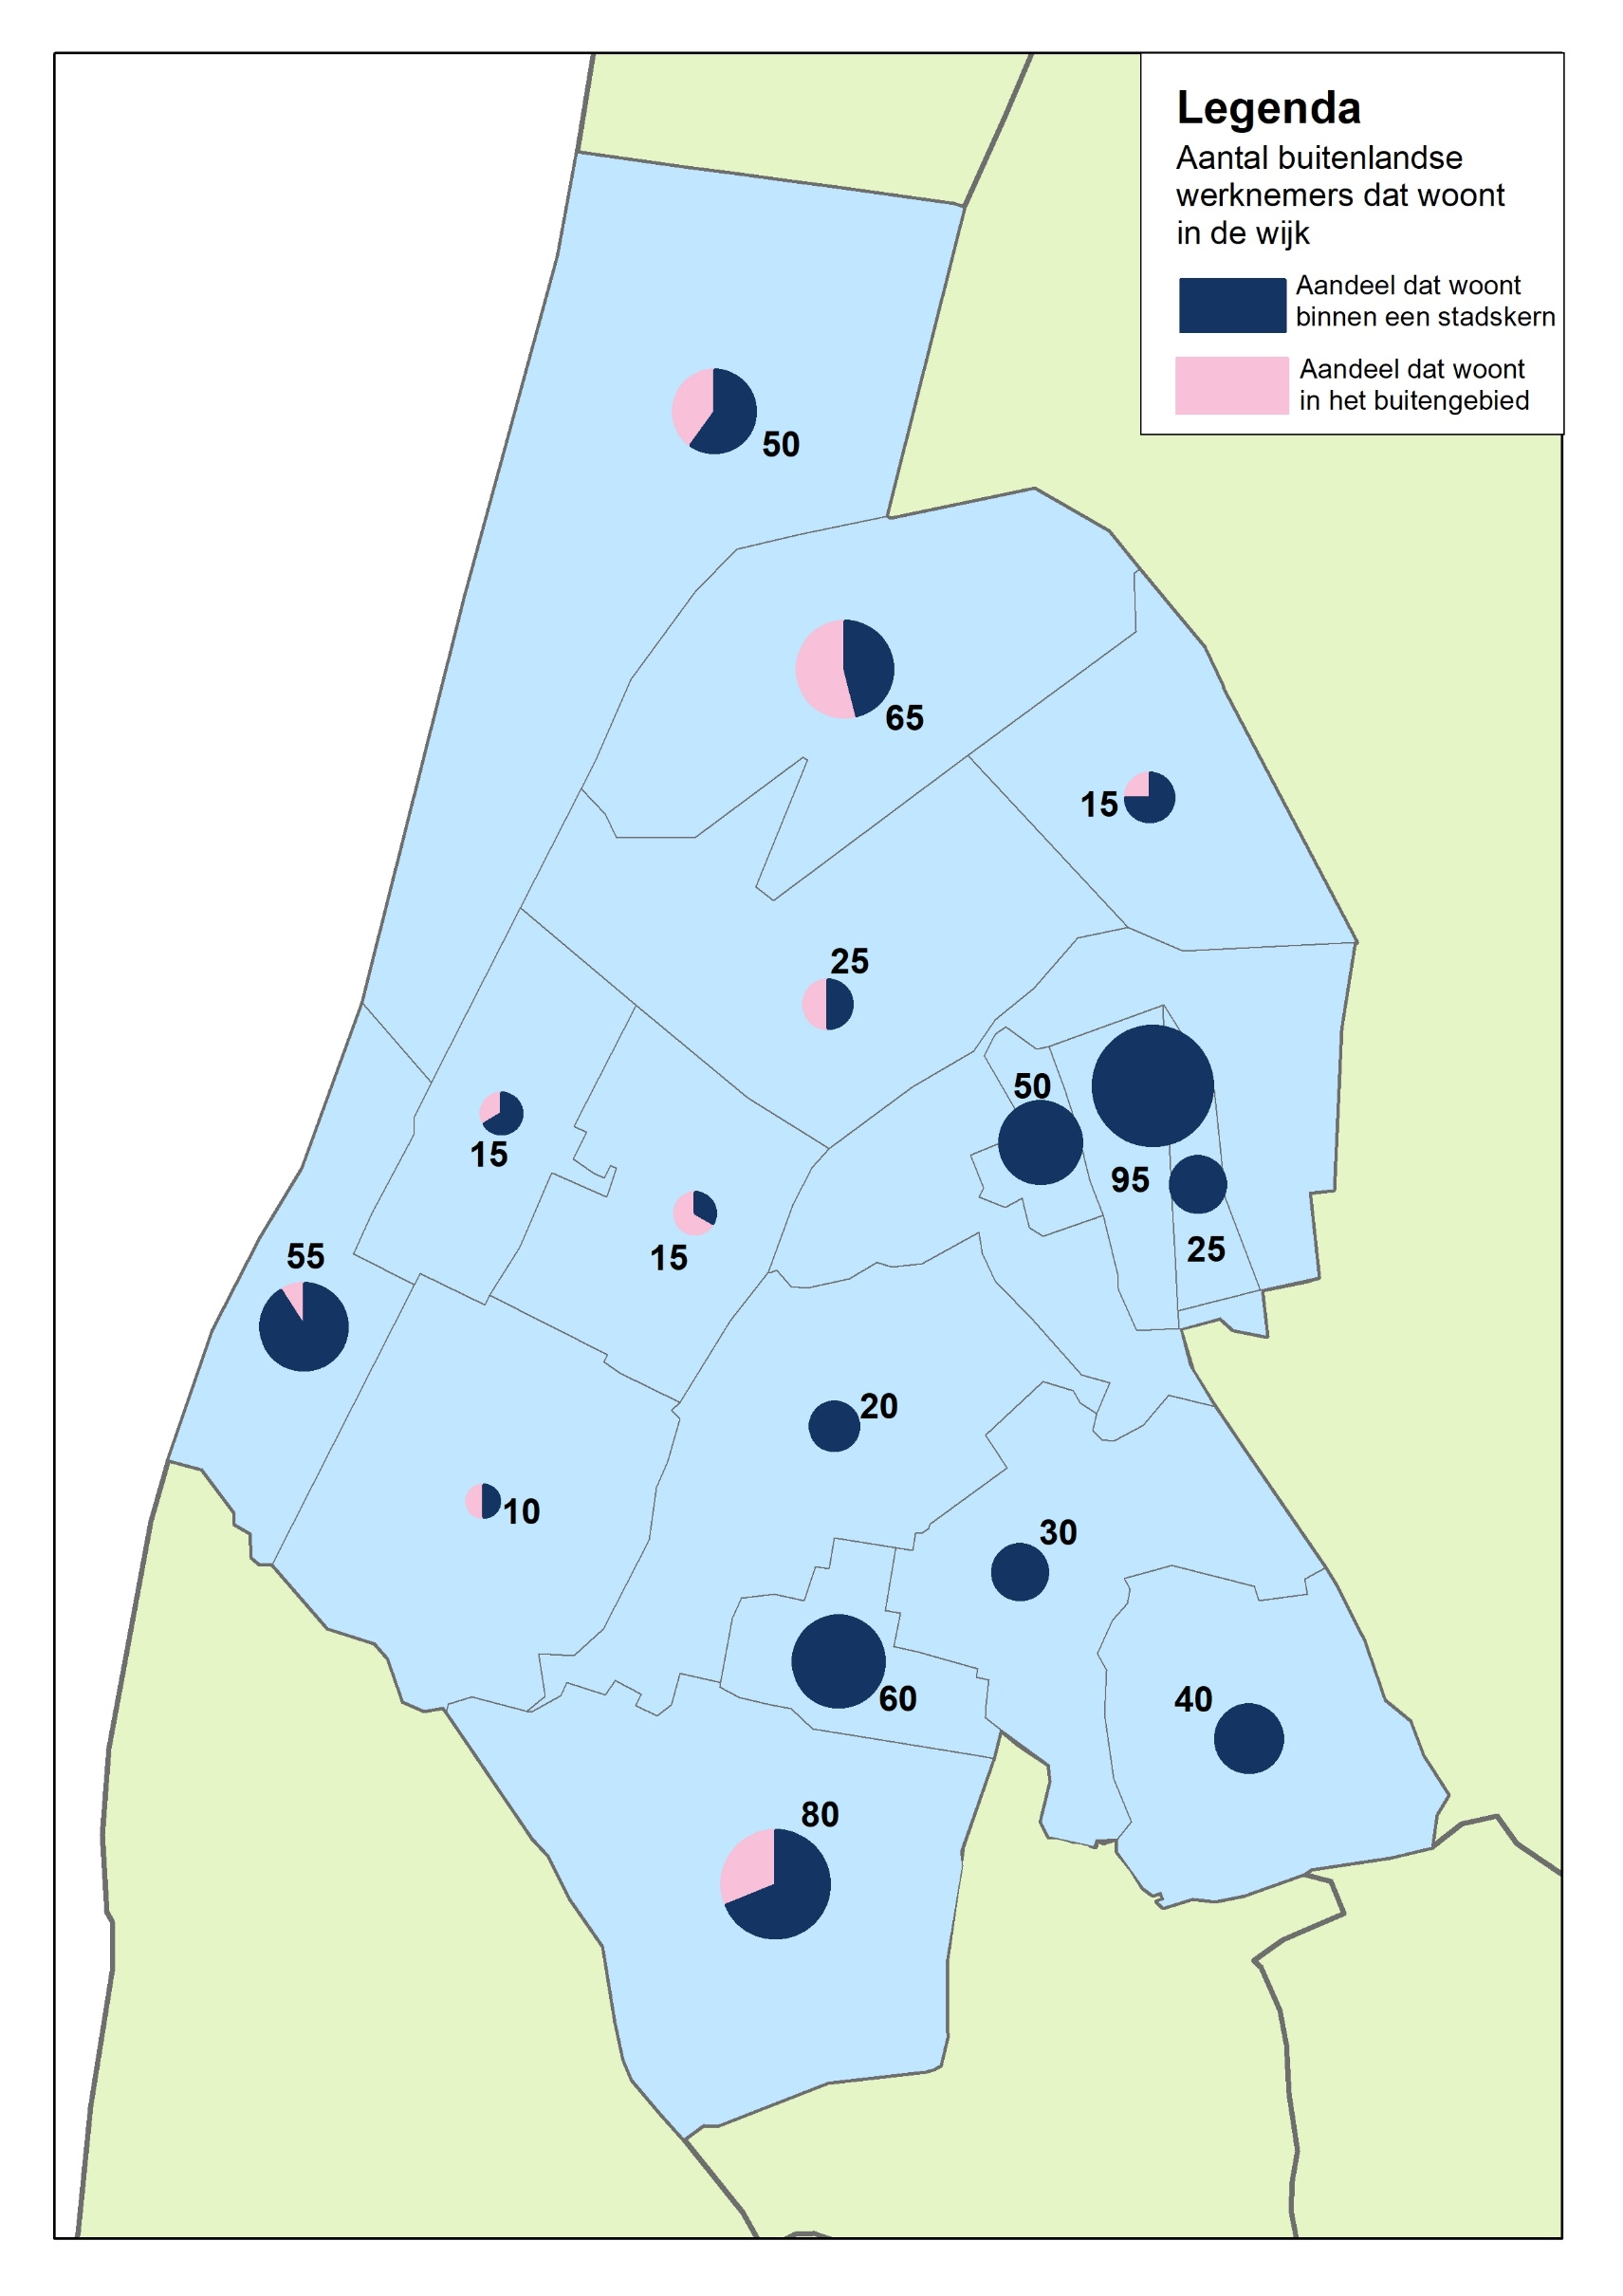 Legenda
Aantal buitenlandse
werknemers dat woont
in de wijk
Aandeel dat woont
binnen een stadskern
Aandeel dat woont
in het buitengebied
50
65
15
25
50
95
25
15
15
55
20
10
30
60
40
80